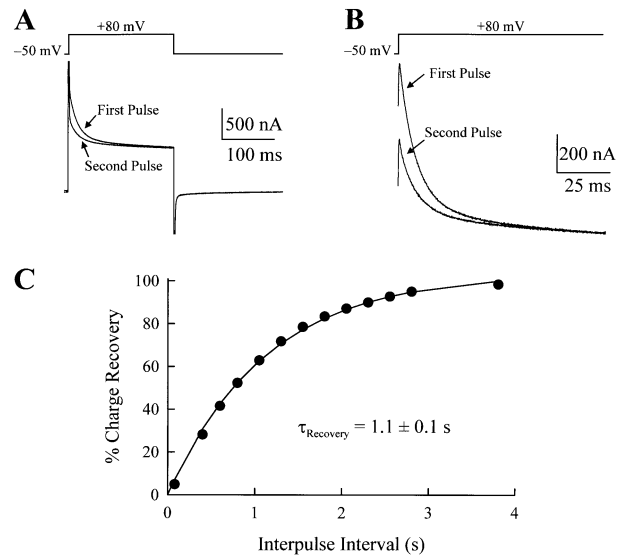 A
+80 mV
−50 mV
First Pulse
Second Pulse
500 nA
100 ms
B
+80 mV
−50 mV
First Pulse
Second Pulse
200 nA
25 ms
C
% Charge Recovery
100
80
60
40
20
0
τRecovery = 1.1 ± 0.1 s
0 1 2 3 4
Interpulse Interval (s)